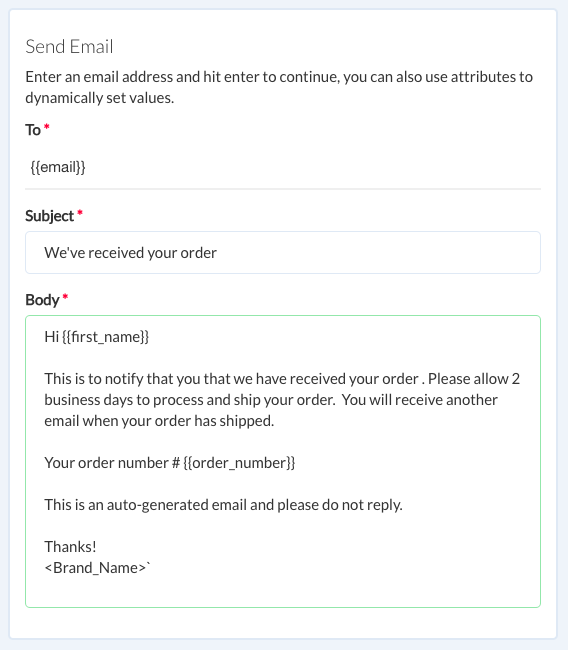 Send Email
Enter an email address and hit enter to continue, you can also use attributes to
dynamically set values.
To *
{{email}}
Subject *
We've received your order
Body *
Hi {{first_name}}
This is to notify that you that we have received your order . Please allow 2
business days to process and ship your order.  You will receive another
email when your order has shipped.
Your order number # {{order_number}}
This is an auto-generated email and please do not reply.
Thanks!
<Brand_Name>`